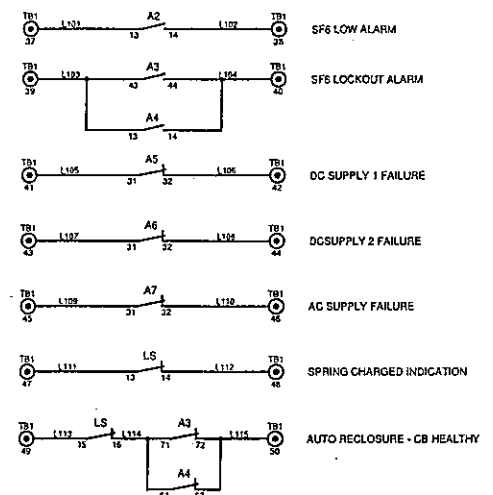 A2
TB1 L101 L102 TB1 SF6 LOW ALARM
37 13 14 38
A3
TB1 L103 L104 TB1 SF6 LOCKOUT ALARM
39 43 44 40
A4
13 14
A5
TB1 L105 L106 TB1 DC SUPPLY 1 FAILURE
41 31 32 42
A6
TB1 L107 L108 TB1 DCSUPPLY 2 FAILURE
43 31 32 44
A7
TB1 L109 L110 TB1 AC SUPPLY FAILURE
45 31 32 46
LS
TB1 L111 L112 TB1 SPRING CHARGED INDICATION
47 13 14 48
LS A3
TB1 L113 L114 L115 TB1 AUTO RECLOSURE - CB HEALTHY
49 15 16 71 72 50
A4